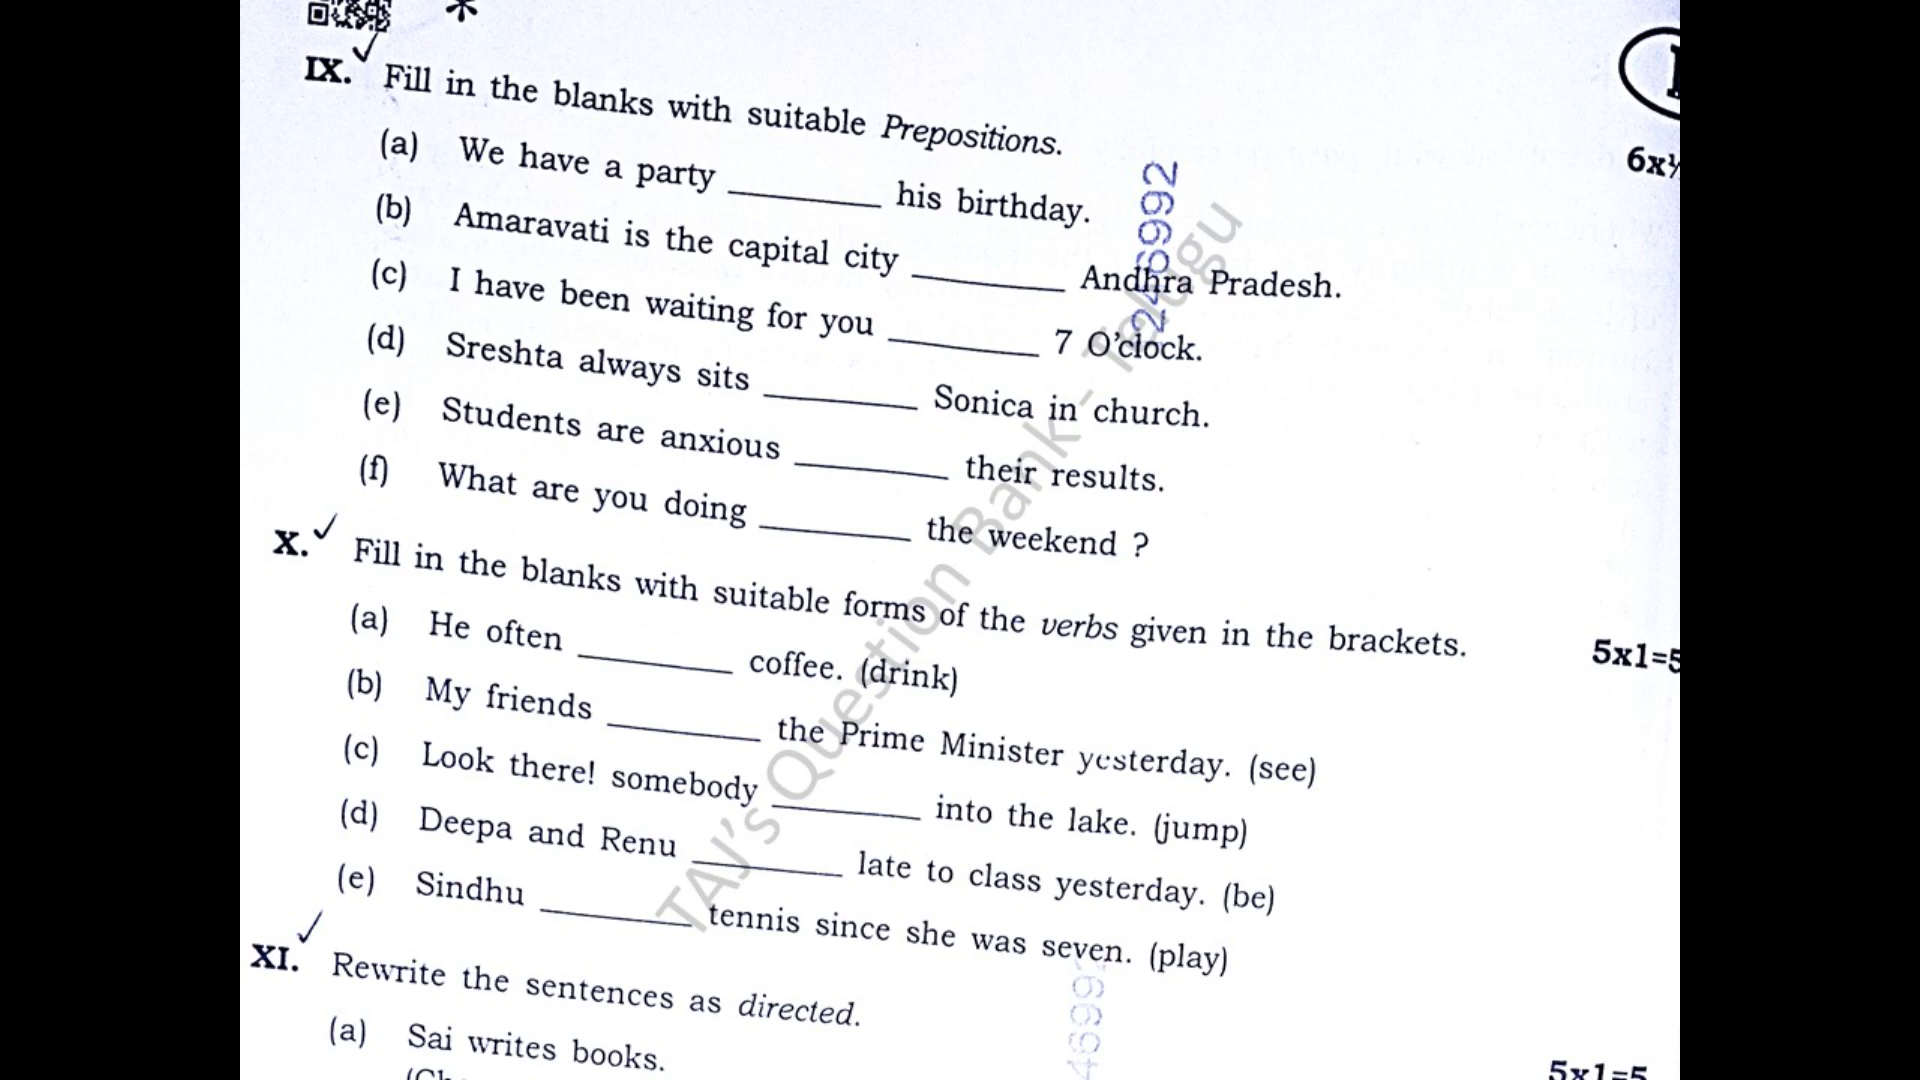 IX. Fill in the blanks with suitable Prepositions.
6x
(a) We have a party ________ his birthday.
(b) Amaravati is the capital city ________ Andhra Pradesh.
(c) I have been waiting for you ________ 7 O'clock.
(d) Sreshta always sits ________ Sonica in church.
(e) Students are anxious ________ their results.
(f) What are you doing ________ the weekend ?
X. Fill in the blanks with suitable forms of the verbs given in the brackets.
5x1=5
(a) He often ________ coffee. (drink)
(b) My friends ________ the Prime Minister yesterday. (see)
(c) Look there! somebody ________ into the lake. (jump)
(d) Deepa and Renu ________ late to class yesterday. (be)
(e) Sindhu ________ tennis since she was seven. (play)
XI. Rewrite the sentences as directed.
5x1=5
(a) Sai writes books.
2466992
TAJ's Question Bank - Telugu